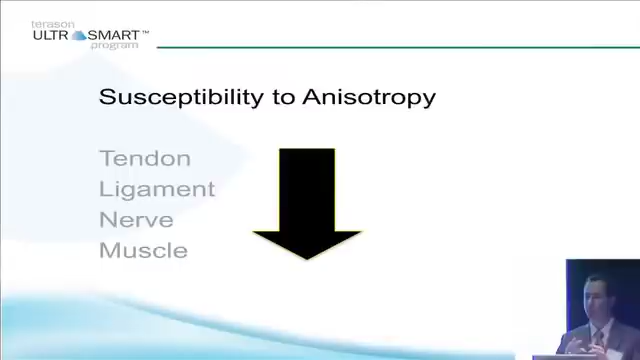 terason
ULTRASMART™
program
Susceptibility to Anisotropy
Tendon
Ligament
Nerve
Muscle